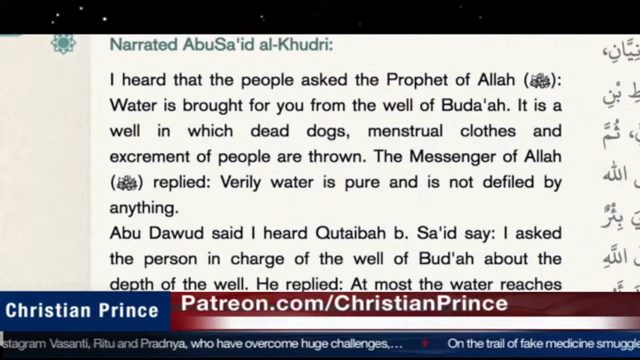 Narrated AbuSa'id al-Khudri:
I heard that the people asked the Prophet of Allah (ﷺ):
Water is brought for you from the well of Buda'ah. It is a
well in which dead dogs, menstrual clothes and
excrement of people are thrown. The Messenger of Allah
(ﷺ) replied: Verily water is pure and is not defiled by
anything.
Abu Dawud said I heard Qutaibah b. Sa'id say: I asked
the person in charge of the well of Bud'ah about the
depth of the well. He replied: At most the water reaches
نِيَّانِ،
طِ بْنِ
ثُمَّ
الله
بِئْرٌ
Christian Prince
Patreon.com/ChristianPrince
stagram Vasanti, Ritu and Pradnya, who have overcome huge challenges,... + On the trail of fake medicine smuggle